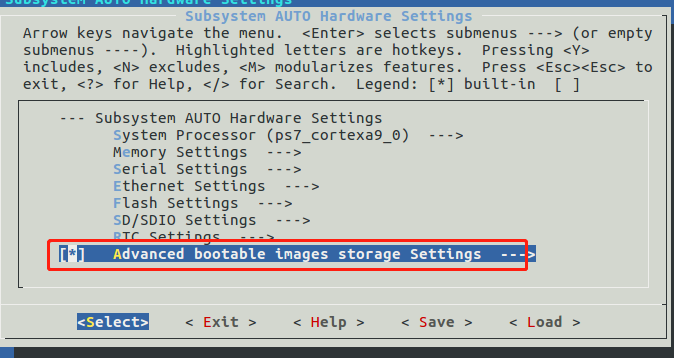 Subsystem AUTO Hardware Settings
Subsystem AUTO Hardware Settings
Arrow keys navigate the menu.  <Enter> selects submenus ---> (or empty
submenus ----).  Highlighted letters are hotkeys.  Pressing <Y>
includes, <N> excludes, <M> modularizes features.  Press <Esc><Esc> to
exit, <?> for Help, </> for Search.  Legend: [*] built-in  [ ]
--- Subsystem AUTO Hardware Settings
System Processor (ps7_cortexa9_0)  --->
Memory Settings  --->
Serial Settings  --->
Ethernet Settings  --->
Flash Settings  --->
SD/SDIO Settings  --->
RTC Settings  --->
[*]   Advanced bootable images storage Settings  --->
<Select>    < Exit >    < Help >    < Save >    < Load >